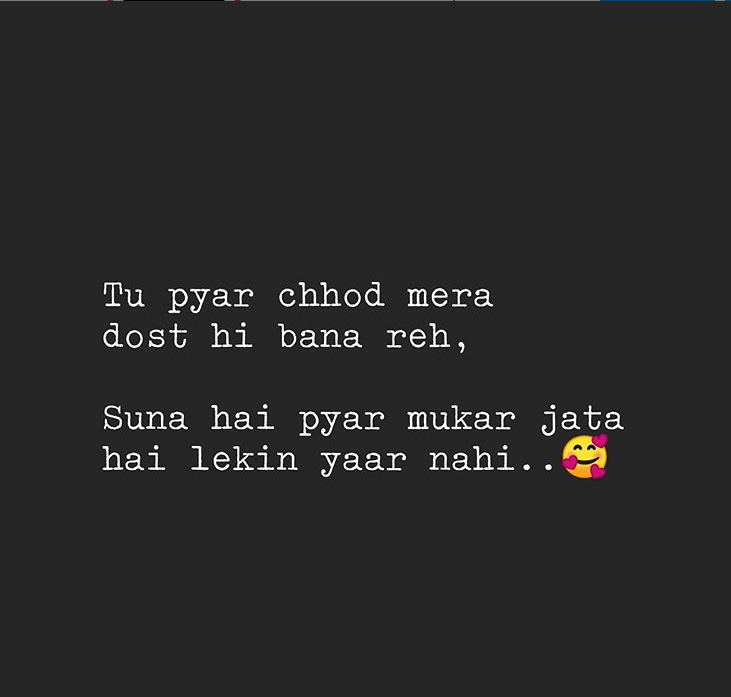 Tu pyar chhod mera
dost hi bana reh,
Suna hai pyar mukar jata
hai lekin yaar nahi..🥰